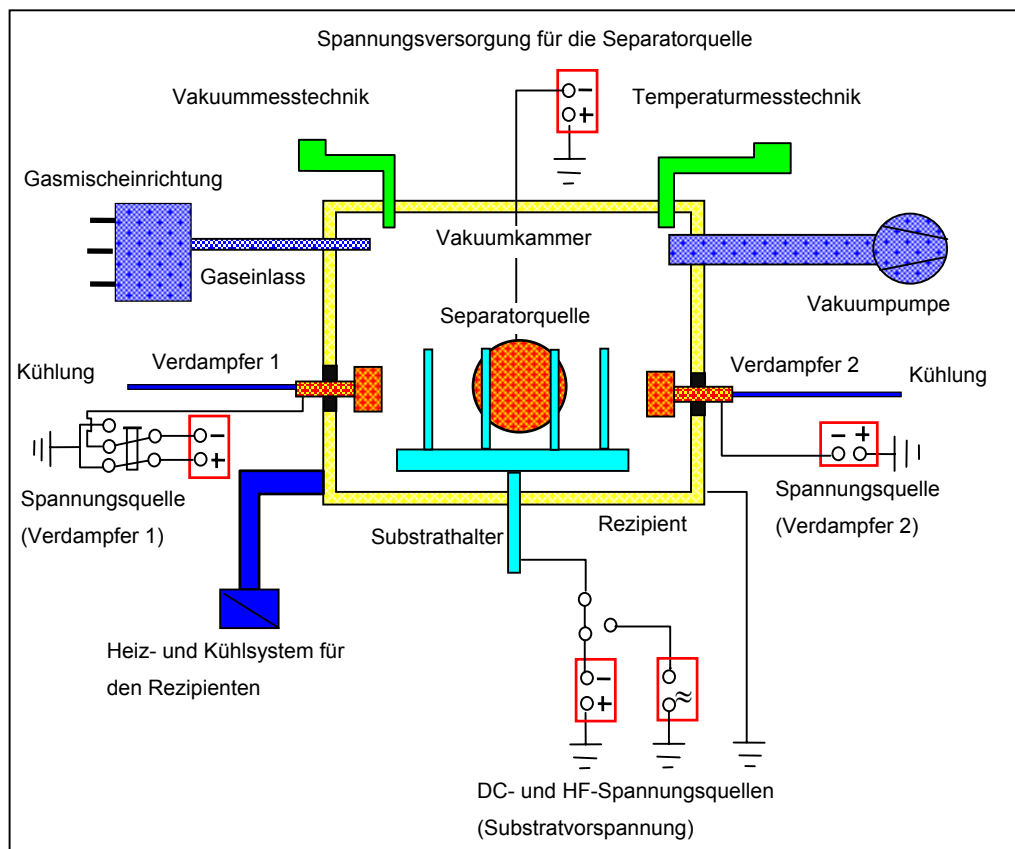 Spannungsversorgung für die Separatorquelle
Vakuummesstechnik
Temperaturmesstechnik
−
+
Gasmischeinrichtung
Gaseinlass
Vakuumkammer
Vakuumpumpe
Separatorquelle
Kühlung
Verdampfer 1
Verdampfer 2
Kühlung
−
+
− +
Spannungsquelle
(Verdampfer 1)
Spannungsquelle
(Verdampfer 2)
Substrathalter
Rezipient
Heiz- und Kühlsystem für
den Rezipienten
−
+
≈
DC- und HF-Spannungsquellen
(Substratvorspannung)